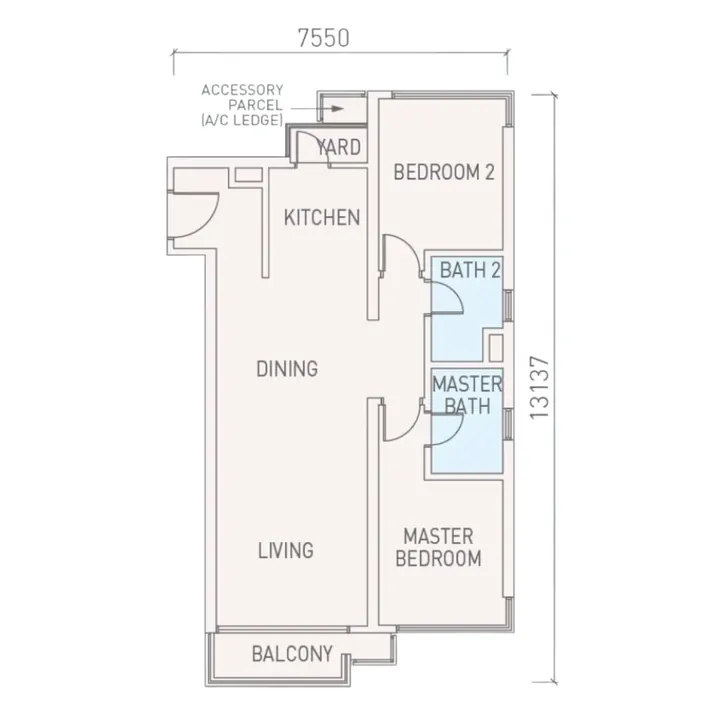 7550
ACCESSORY
PARCEL
(A/C LEDGE)
YARD
BEDROOM 2
KITCHEN
BATH 2
DINING
MASTER
BATH
13137
LIVING
MASTER
BEDROOM
BALCONY